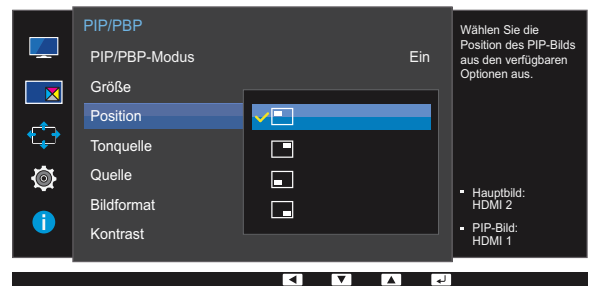 PIP/PBP
PIP/PBP-Modus Ein
Größe
Position
Tonquelle
Quelle
Bildformat
Kontrast
Wählen Sie die
Position des PIP-Bilds
aus den verfügbaren
Optionen aus.
Hauptbild:
HDMI 2
PIP-Bild:
HDMI 1